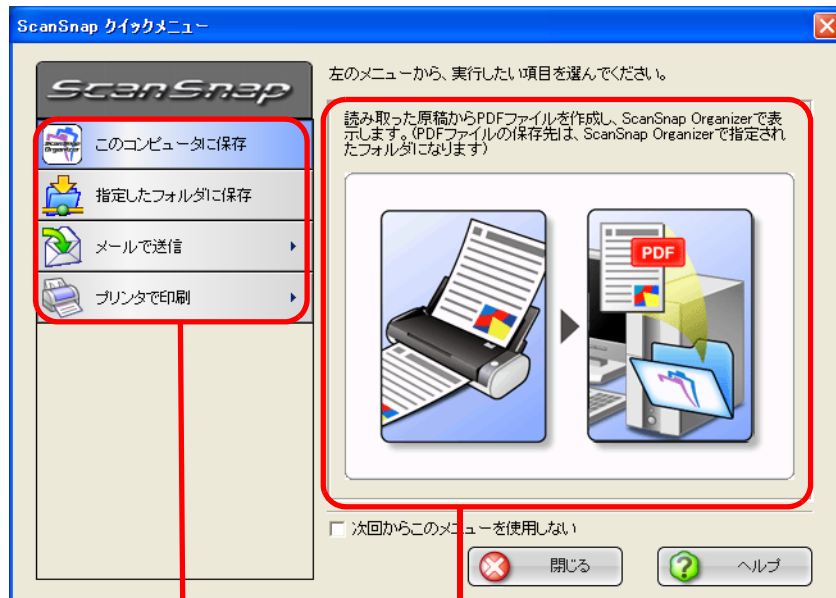 ScanSnap クイックメニュー
ScanSnap
左のメニューから、実行したい項目を選んでください。
このコンピュータに保存
指定したフォルダに保存
メールで送信
プリンタで印刷
読み取った原稿からPDFファイルを作成し、ScanSnap Organizerで表
示します。(PDFファイルの保存先は、ScanSnap Organizerで指定され
たフォルダになります)
PDF
次回からこのメニューを使用しない
閉じる
ヘルプ